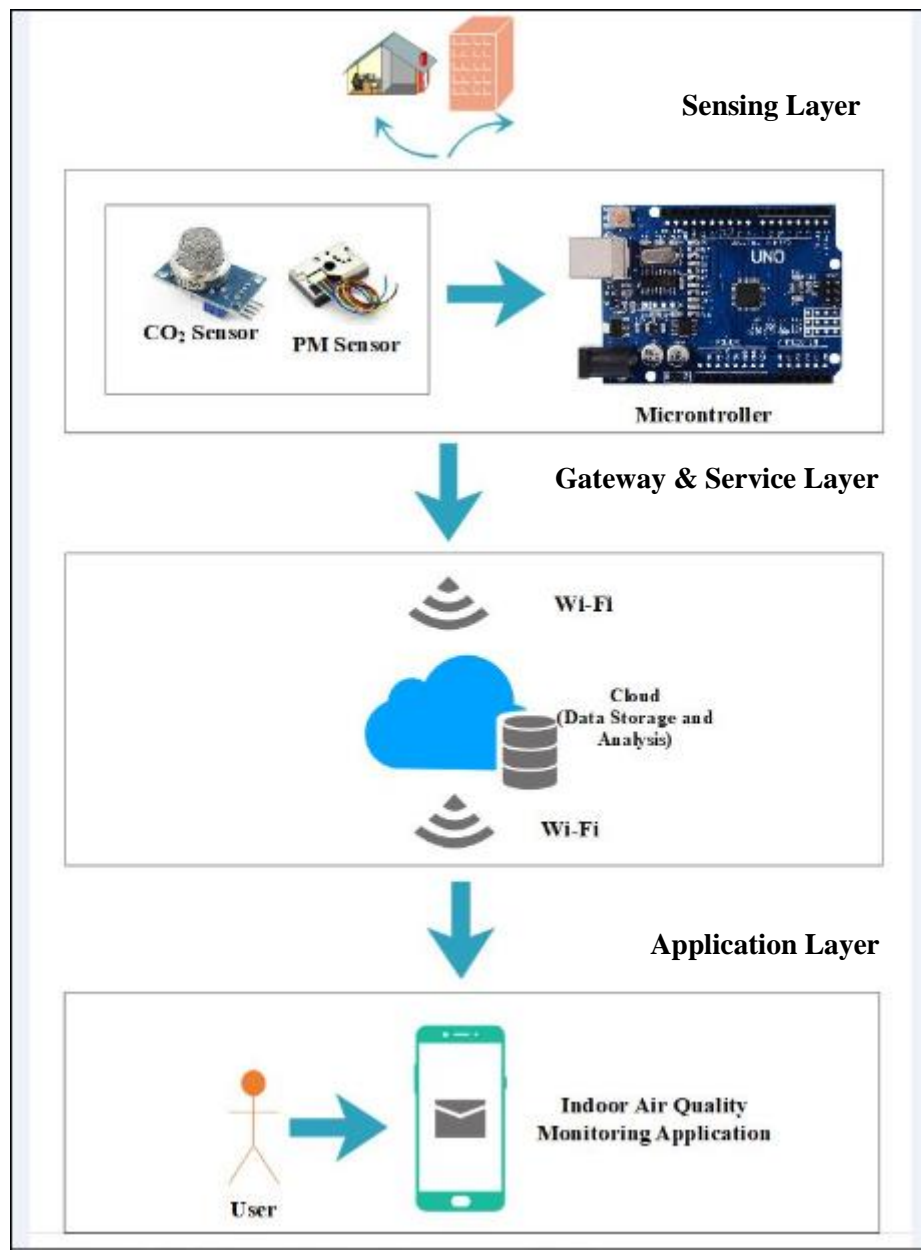 Sensing Layer
UNO
CO₂ Sensor
PM Sensor
Microntroller
Gateway & Service Layer
Wi-Fi
Cloud
(Data Storage and
Analysis)
Wi-Fi
Application Layer
Indoor Air Quality
Monitoring Application
User